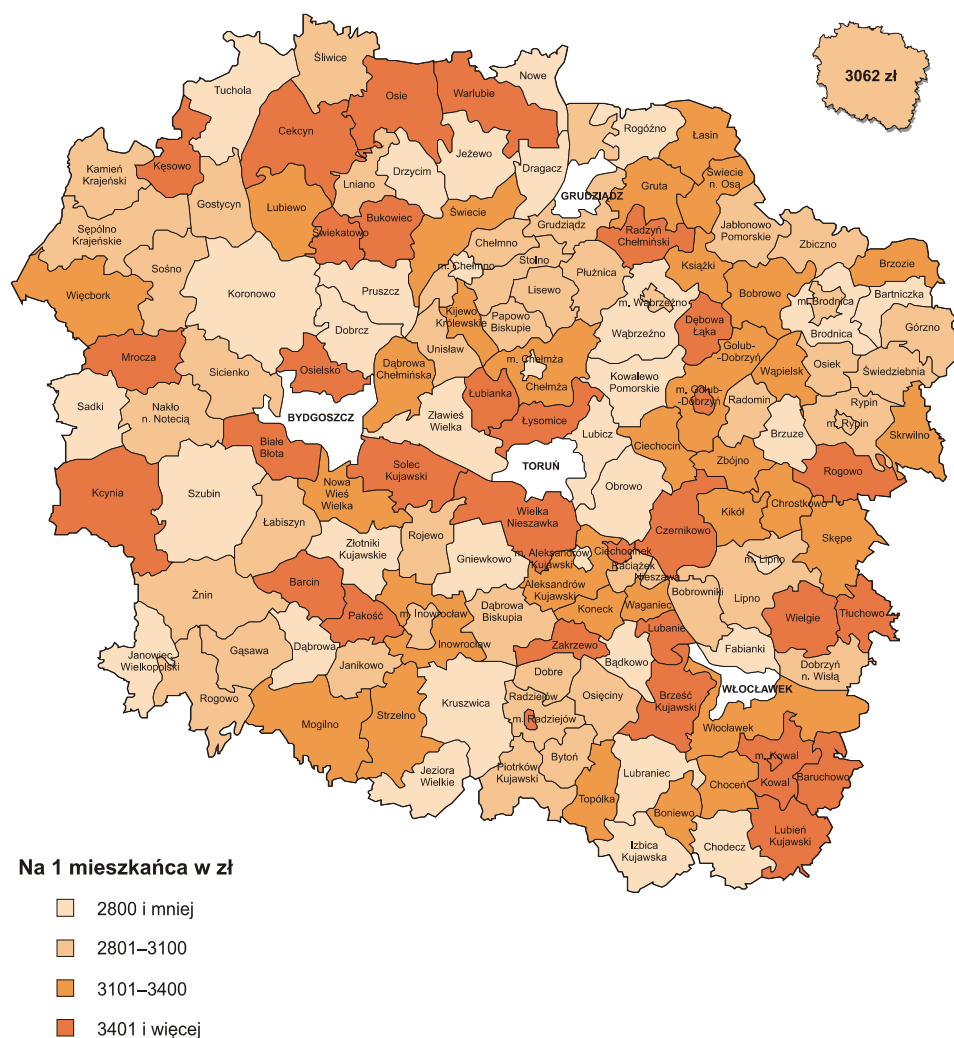 Śliwice
3062 zł
Nowe
Tuchola
Osie
Warlubie
Rogóźno
Łasin
Cekcyn
Jeżewo
Kęsowo
Drzycim
Dragacz
Kamień
Krajeński
Lniano
Świecie
n. Osą
Gruta
GRUDZIĄDZ
Gostycyn
Lubiewo
Bukowiec
Świecie
Grudziądz
Jabłonowo
Pomorskie
Sępólno
Krajeńskie
Świekatowo
Radzyń
Chełmiński
Chełmno
Zbiczno
Stolno
Sośno
m. Chełmno
Płużnica
Książki
Brzozie
Koronowo
Pruszcz
Lisewo
Bobrowo
Bartniczka
Więcbork
m. Wąbrzeźno
m. Brodnica
Kijewo
Królewskie
Papowo
Biskupie
Dębowa
Łąka
Dobrcz
Wąbrzeźno
Brodnica
Górzno
Mrocza
Unisław
m. Chełmża
Golub-
-Dobrzyń
Osielsko
Dąbrowa
Chełmińska
Osiek
Sicienko
Wąpielsk
Świedziebnia
Kowalewo
Pomorskie
Chełmża
Łubianka
m. Golub-
-Dobrzyń
Radomin
Rypin
Sadki
Nakło
n. Notecią
BYDGOSZCZ
Zławieś
Wielka
Łysomice
m. Rypin
Białe
Błota
Lubicz
Ciechocin
Brzuze
Skrwilno
TORUŃ
Zbójno
Solec
Kujawski
Rogowo
Kcynia
Szubin
Nowa
Wieś
Wielka
Obrowo
Wielka
Nieszawka
Kikół
Chrostkowo
Łabiszyn
Czernikowo
Rojewo
Złotniki
Kujawskie
Skępe
m. Aleksandrów
Kujawski
Ciechocinek
Gniewkowo
Raciążek
m. Lipno
Nieszawa
Barcin
Aleksandrów
Kujawski
Bobrowniki
Żnin
Lipno
Koneck
Waganiec
Tłuchowo
Pakość
m. Inowrocław
Dąbrowa
Biskupia
Wielgie
Lubanie
Dąbrowa
Inowrocław
Zakrzewo
Fabianki
Gąsawa
Janowiec
Wielkopolski
Bądkowo
Janikowo
Dobre
Dobrzyń
n. Wisłą
WŁOCŁAWEK
Rogowo
Radziejów
Osięciny
Brześć
Kujawski
Kruszwica
Strzelno
m. Radziejów
Mogilno
Włocławek
Bytoń
m. Kowal
Jeziora
Wielkie
Piotrków
Kujawski
Lubraniec
Baruchowo
Kowal
Choceń
Topólka
Boniewo
Lubień
Kujawski
Izbica
Kujawska
Chodecz
Na 1 mieszkańca w zł
2800 i mniej
2801–3100
3101–3400
3401 i więcej